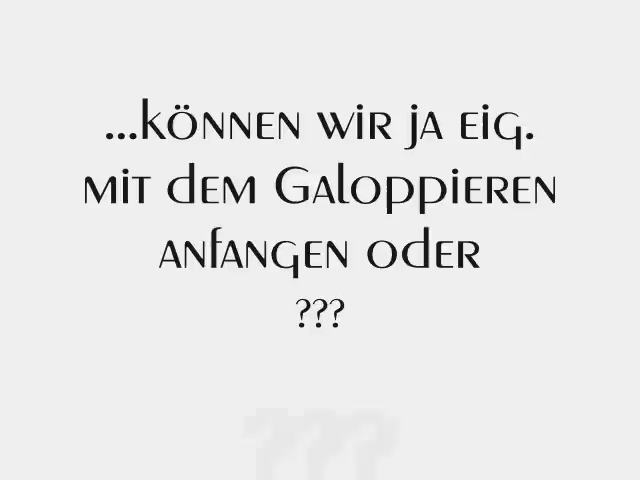 ...können wir ja eig.
mit dem Galoppieren
anfangen oder
???
???